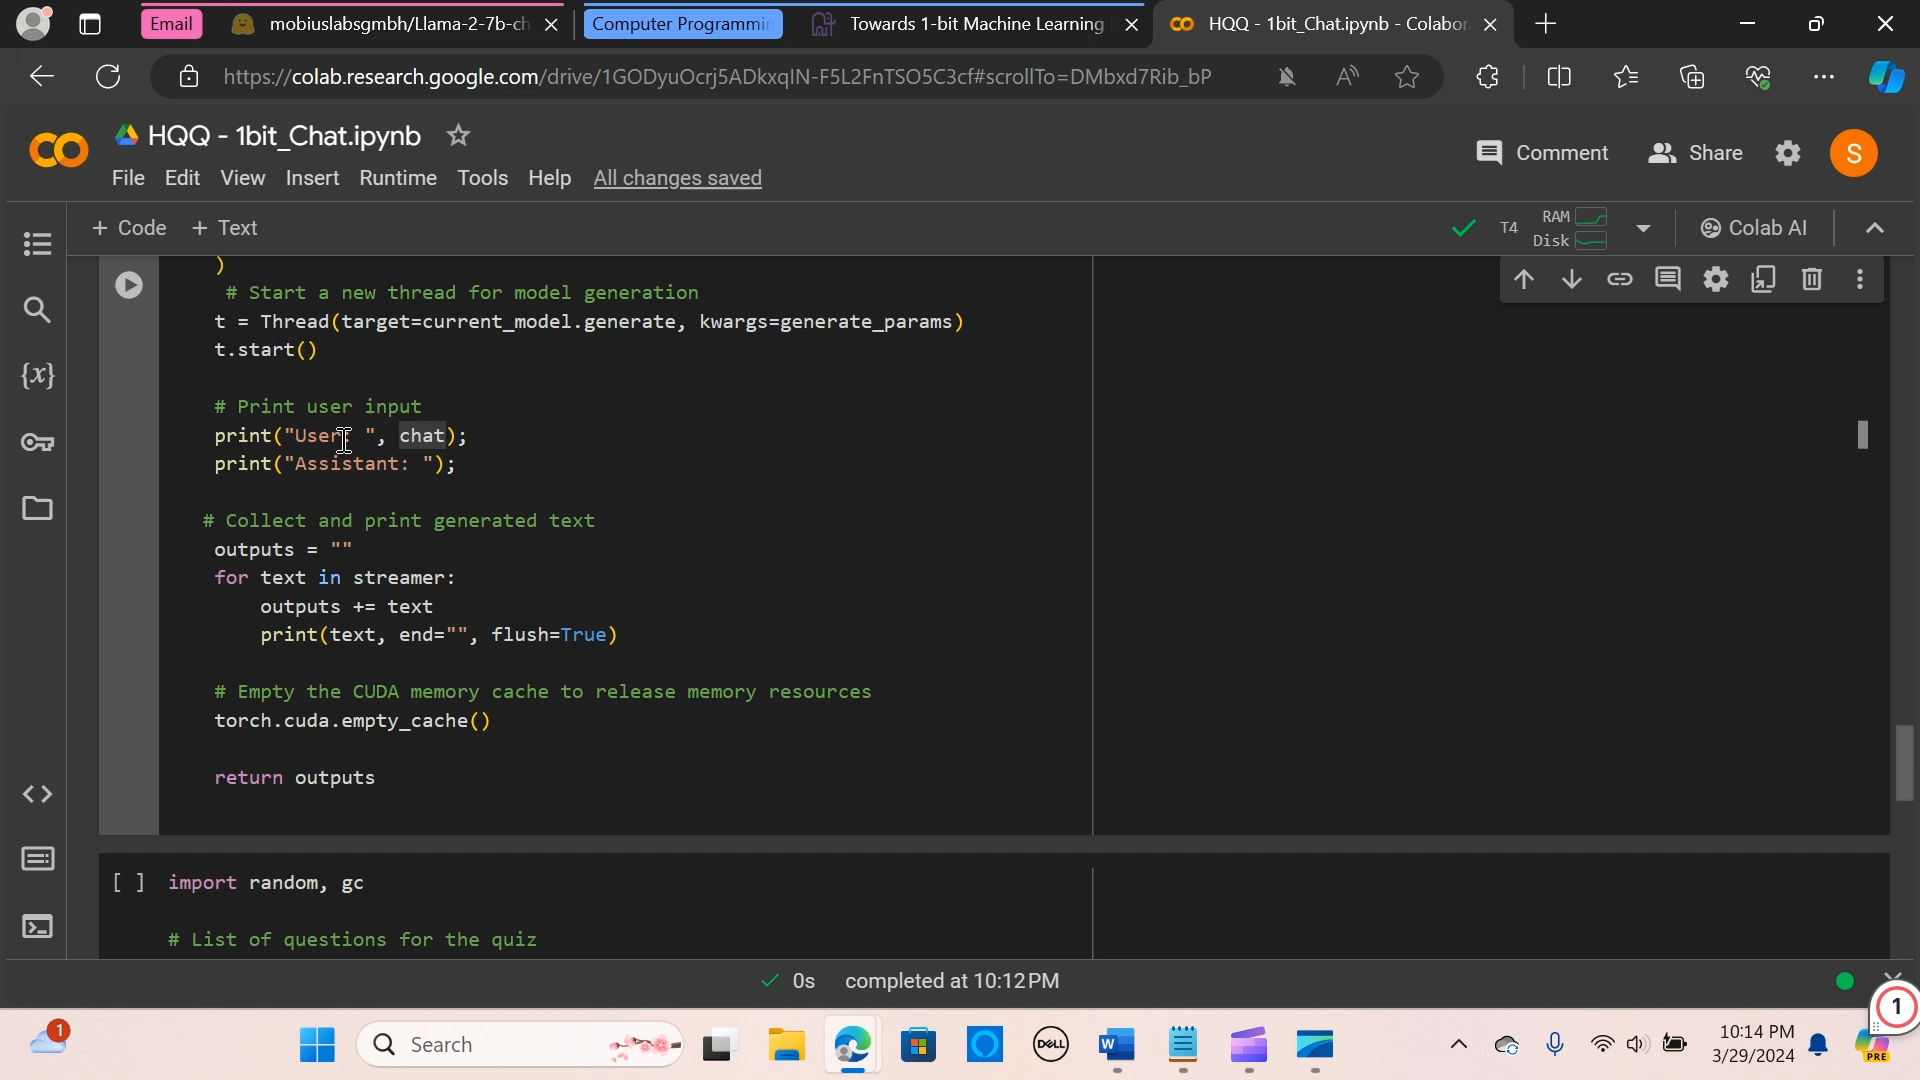 Email
mobiuslabsgmbh/Llama-2-7b-ch
Computer Programmin
Towards 1-bit Machine Learning
HQQ - 1bit_Chat.ipynb - Colabor
https://colab.research.google.com/drive/1GODyuOcrj5ADkxqIN-F5L2FnTSO5C3cf#scrollTo=DMbxd7Rib_bP
HQQ - 1bit_Chat.ipynb
Comment
Share
S
File Edit View Insert Runtime Tools Help All changes saved
+ Code + Text
T4
RAM
Disk
Colab AI
)
# Start a new thread for model generation
t = Thread(target=current_model.generate, kwargs=generate_params)
t.start()
# Print user input
print("User: ", chat);
print("Assistant: ");
# Collect and print generated text
outputs = ""
for text in streamer:
outputs += text
print(text, end="", flush=True)
# Empty the CUDA memory cache to release memory resources
torch.cuda.empty_cache()
return outputs
[ ] import random, gc
# List of questions for the quiz
0s completed at 10:12 PM
1
1
Search
DELL
10:14 PM
3/29/2024
PRE